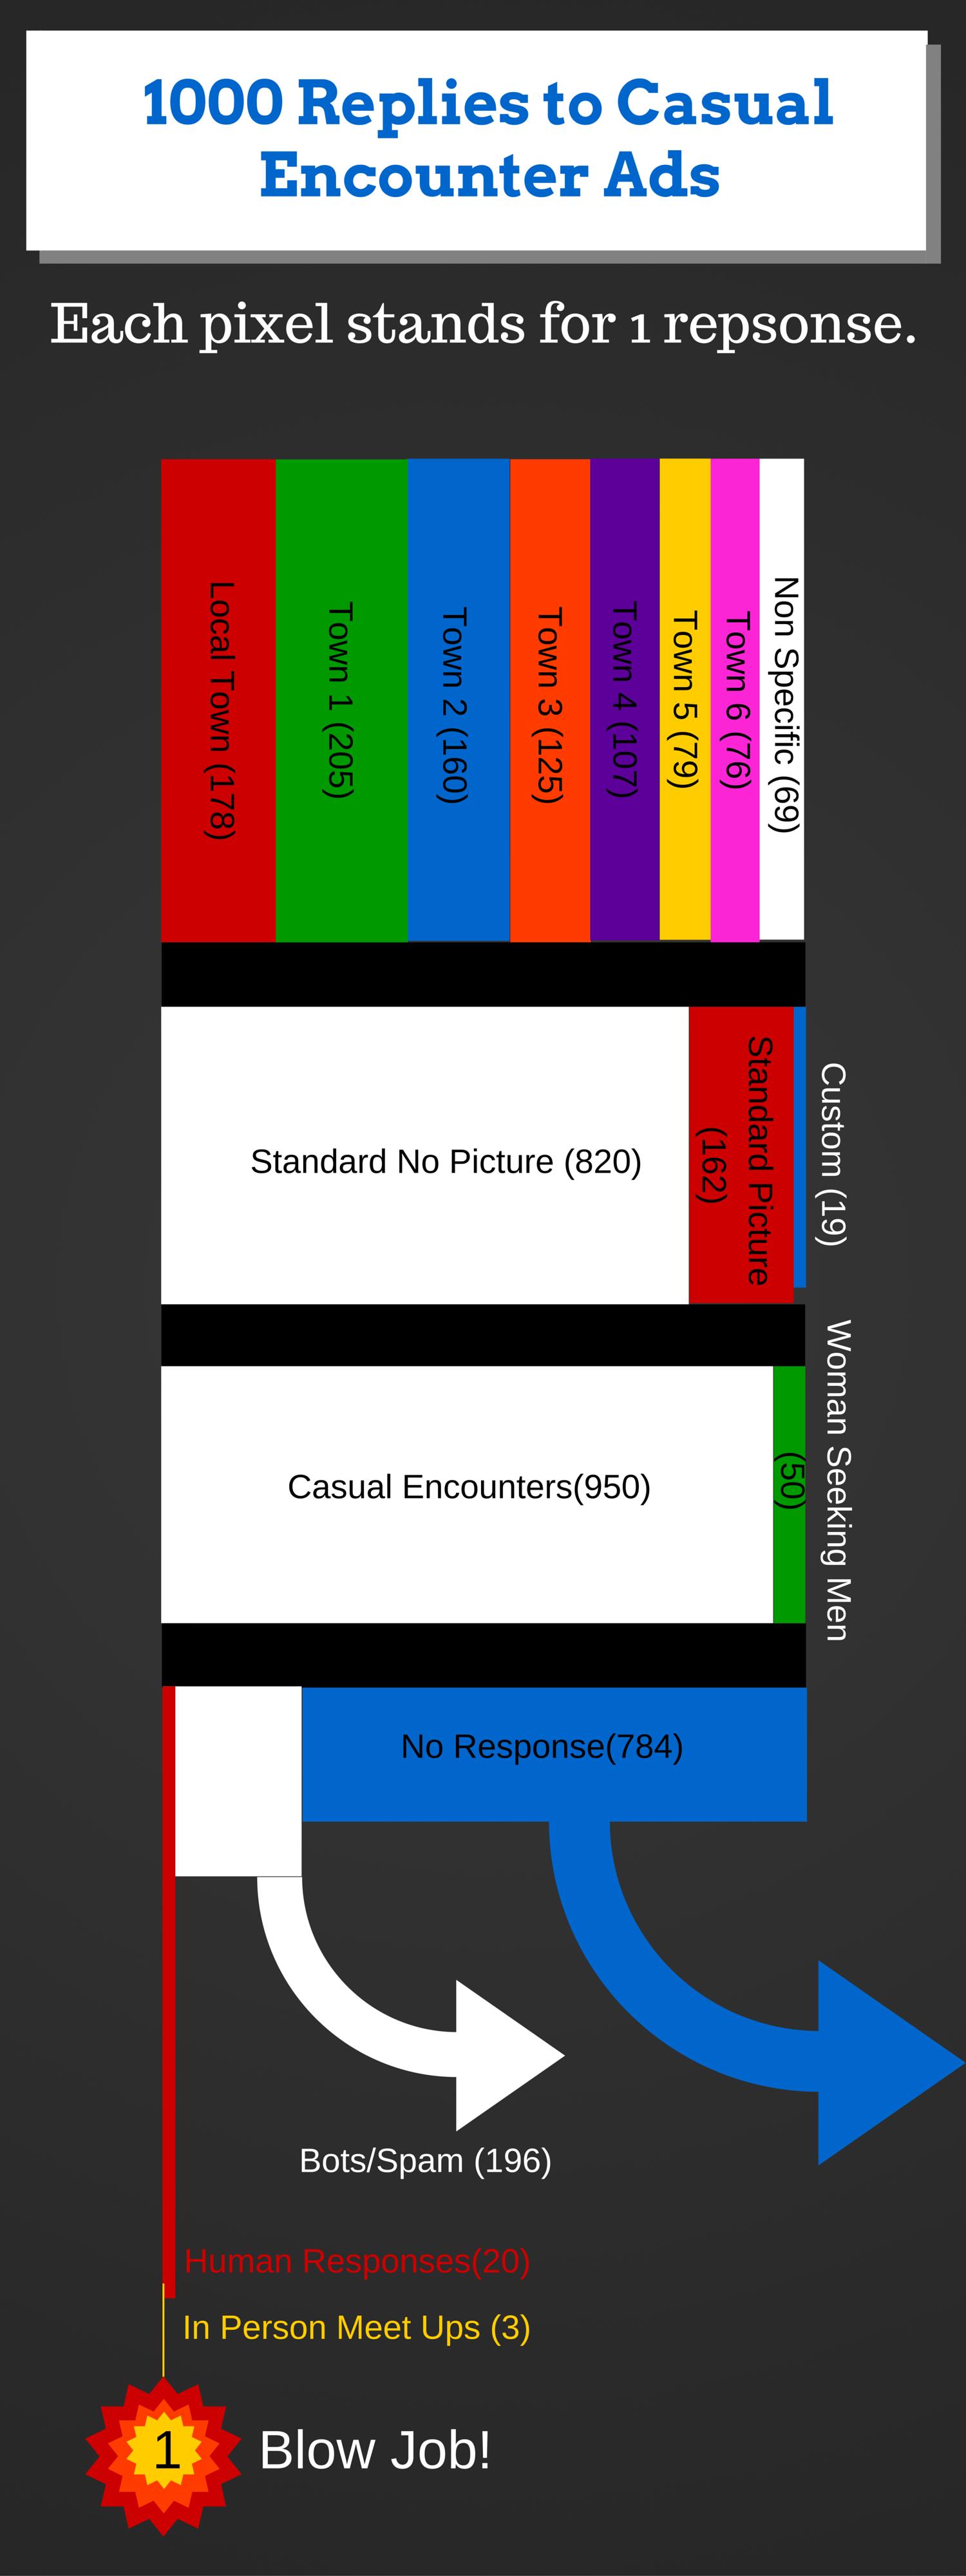 1000 Replies to Casual
Encounter Ads
Each pixel stands for 1 repsonse.
Local Town (178)
Town 1 (205)
Town 2 (160)
Town 3 (125)
Town 4 (107)
Town 5 (79)
Town 6 (76)
Non Specific (69)
Standard No Picture (820)
Standard Picture
(162)
Custom (19)
Casual Encounters(950)
(50)
Woman Seeking Men
No Response(784)
Bots/Spam (196)
Human Responses(20)
In Person Meet Ups (3)
1
Blow Job!